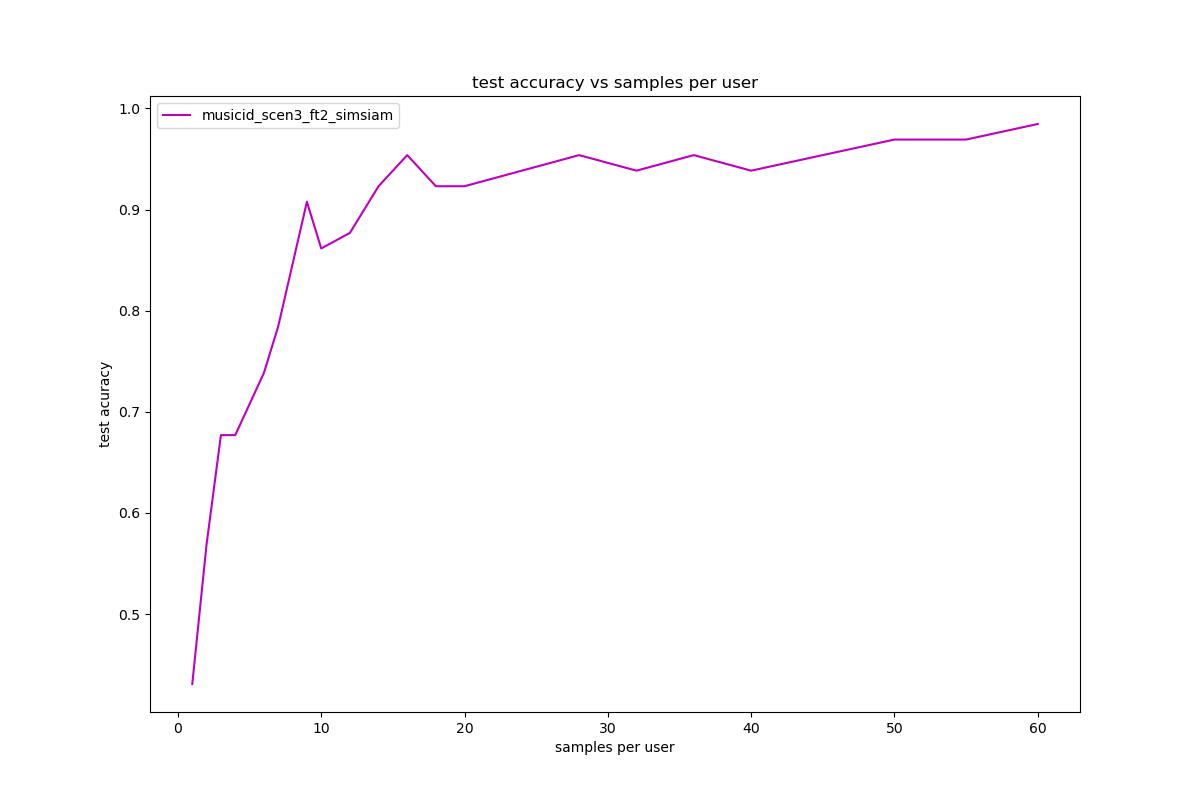 test accuracy vs samples per user
musicid_scen3_ft2_simsiam
1.0
0.9
0.8
0.7
0.6
0.5
test acuracy
0 10 20 30 40 50 60
samples per user